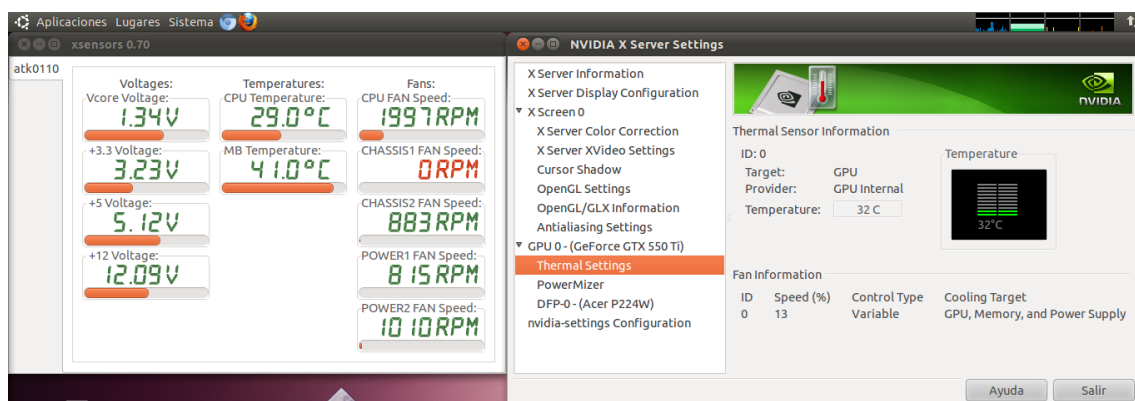 Aplicaciones Lugares Sistema
xsensors 0.70
atk0110
Voltages:
Vcore Voltage:
1.34V
+3.3 Voltage:
3.23V
+5 Voltage:
5.12V
+12 Voltage:
12.09V
Temperatures:
CPU Temperature:
29.0°C
MB Temperature:
41.0°C
Fans:
CPU FAN Speed:
1997RPM
CHASSIS1 FAN Speed:
0RPM
CHASSIS2 FAN Speed:
883RPM
POWER1 FAN Speed:
815RPM
POWER2 FAN Speed:
1010RPM
NVIDIA X Server Settings
X Server Information
X Server Display Configuration
X Screen 0
X Server Color Correction
X Server XVideo Settings
Cursor Shadow
OpenGL Settings
OpenGL/GLX Information
Antialiasing Settings
GPU 0 - (GeForce GTX 550 Ti)
Thermal Settings
PowerMizer
DFP-0 - (Acer P224W)
nvidia-settings Configuration
NVIDIA
Thermal Sensor Information
ID: 0
Target: GPU
Provider: GPU Internal
Temperature: 32 C
Temperature
32°C
Fan Information
ID Speed (%) Control Type Cooling Target
0 13 Variable GPU, Memory, and Power Supply
Ayuda Salir